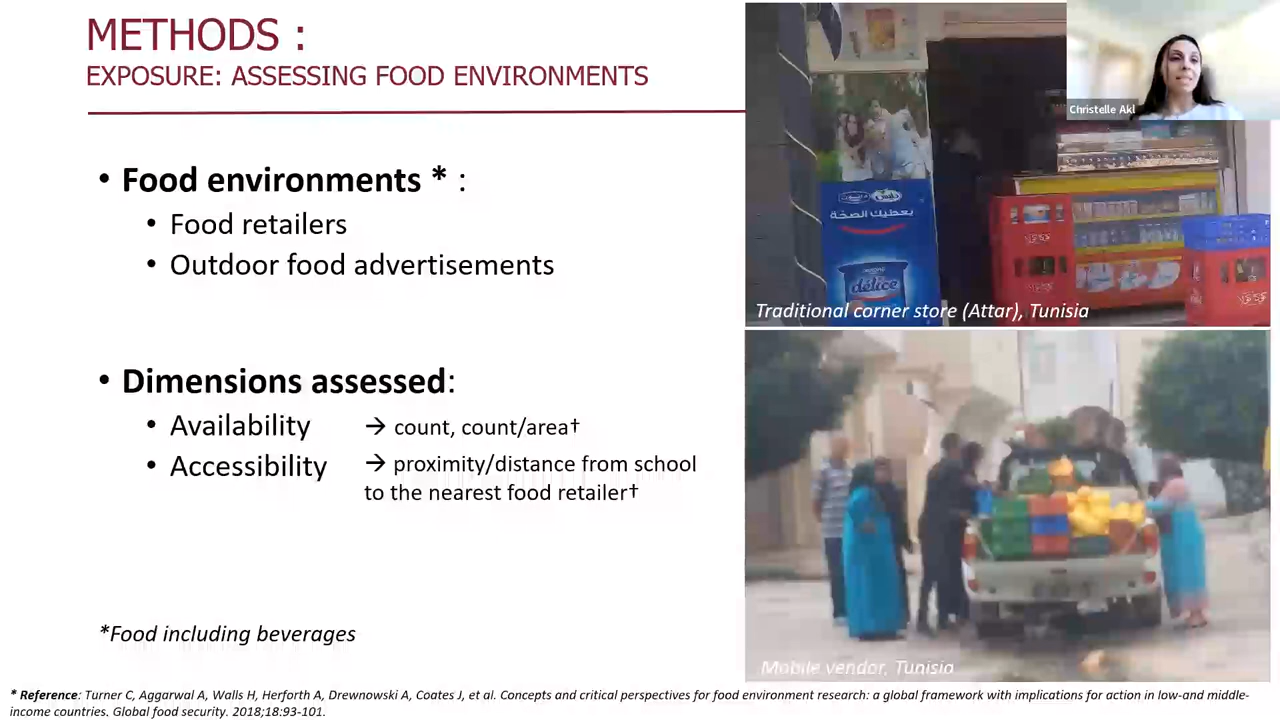 METHODS :
EXPOSURE: ASSESSING FOOD ENVIRONMENTS
Christelle Akl
• Food environments * :
• Food retailers
• Outdoor food advertisements
يعطيك الصحة
délice
Traditional corner store (Attar), Tunisia
• Dimensions assessed:
• Availability → count, count/area†
• Accessibility → proximity/distance from school
to the nearest food retailer†
*Food including beverages
Mobile vendor, Tunisia
* Reference: Turner C, Aggarwal A, Walls H, Herforth A, Drewnowski A, Coates J, et al. Concepts and critical perspectives for food environment research: a global framework with implications for action in low-and middle-
income countries. Global food security. 2018;18:93-101.